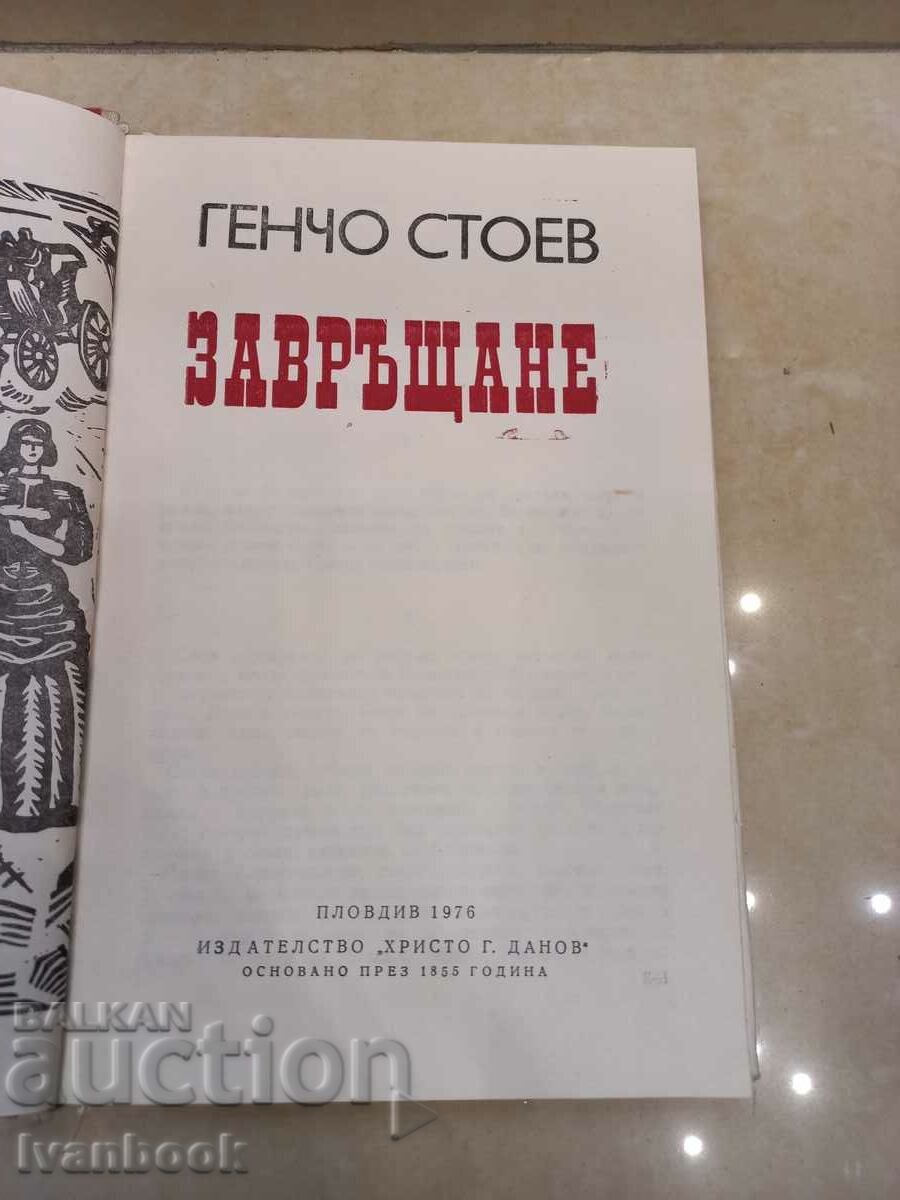 ГЕНЧО СТОЕВ
ЗАВРЪЩАНЕ
ПЛОВДИВ 1976
ИЗДАТЕЛСТВО „ХРИСТО Г. ДАНОВ"
ОСНОВАНО ПРЕЗ 1855 ГОДИНА
BALKAN
auction
Ivanbook